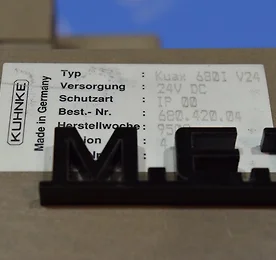 KUHNKE
Made in Germany
Typ : Kuax 680I V24
Versorgung : 24V DC
Schutzart : IP 00
Best.- Nr. : 680.420.04
Herstellwoche :
M.E.